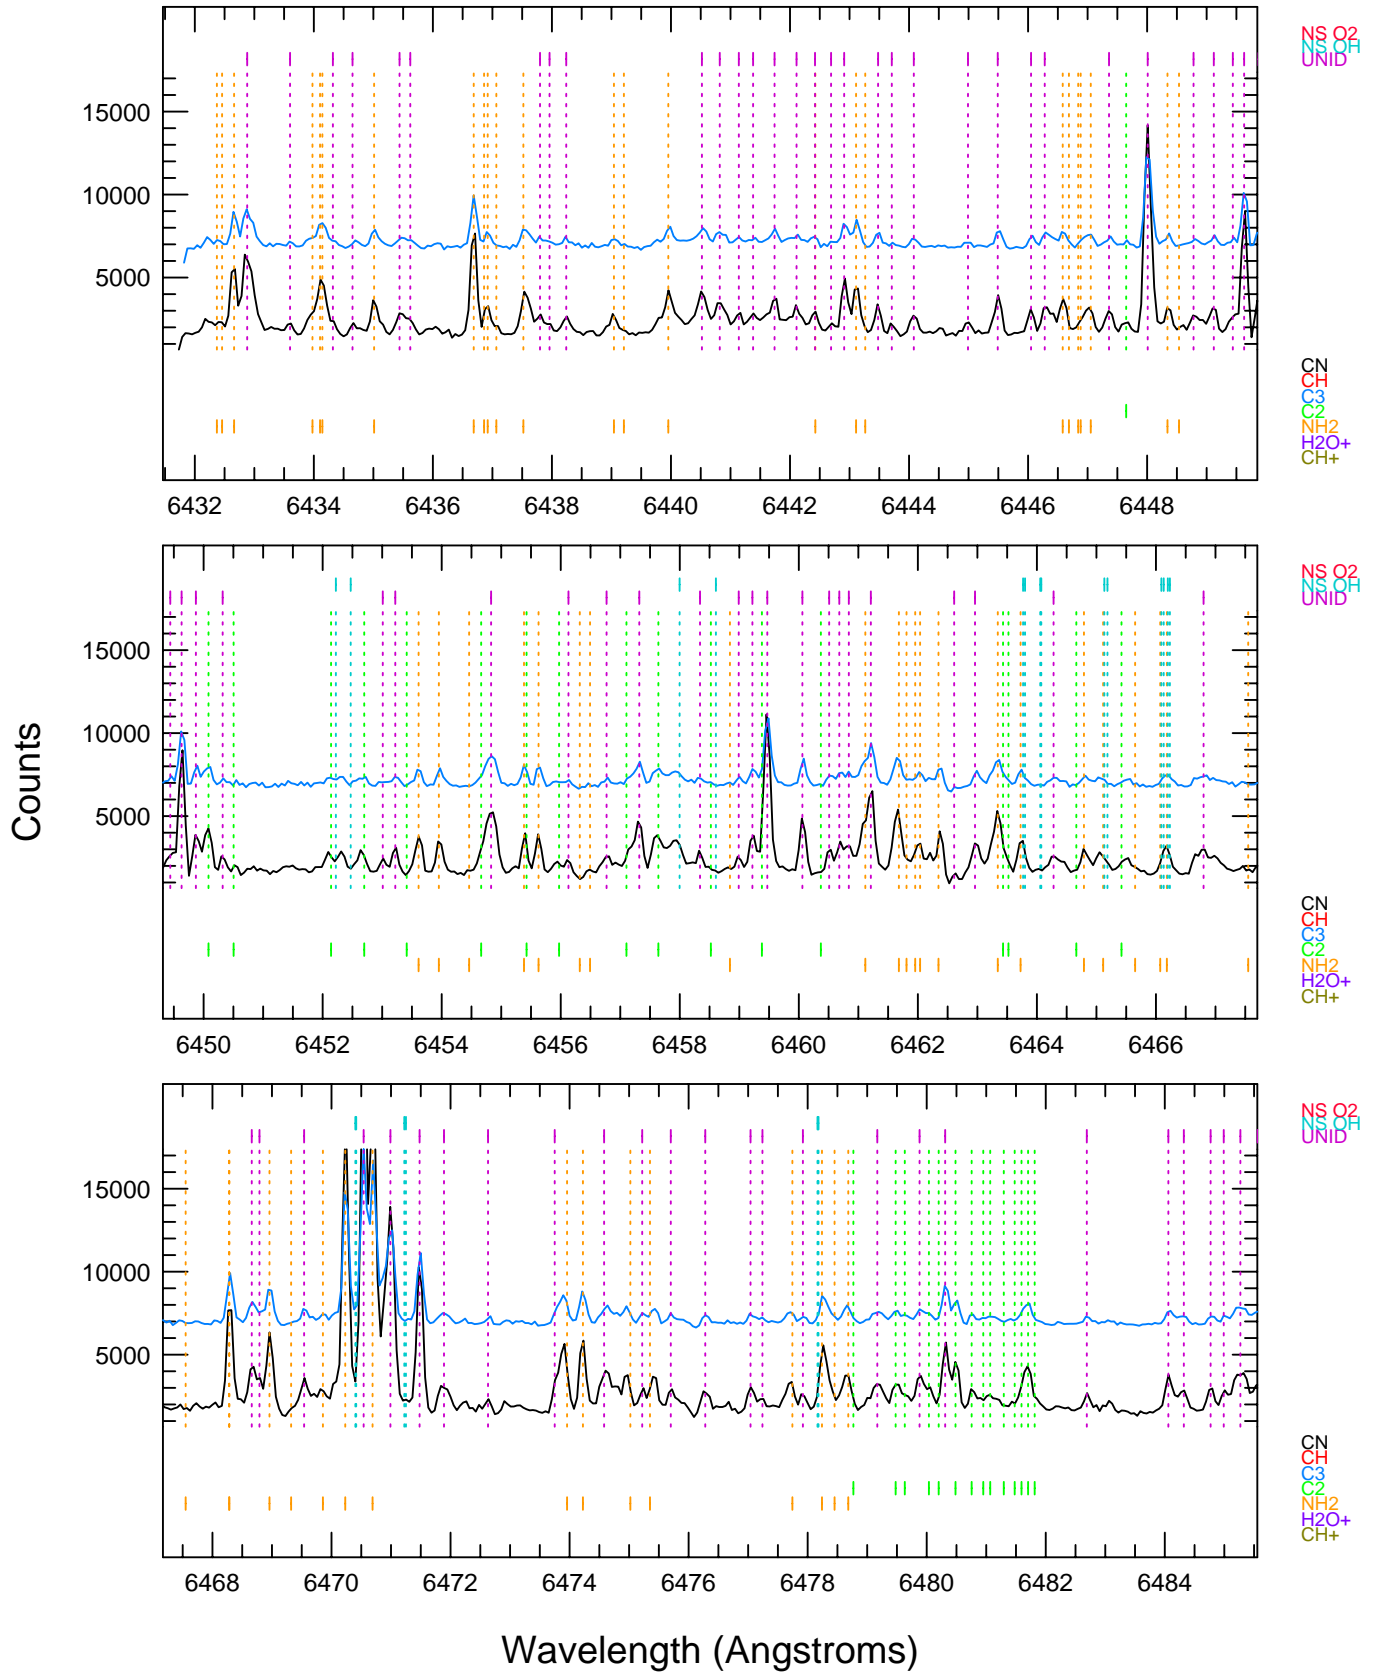 NS O2
NS OH
UNID
15000
10000
5000
CN
CH
C3
C2
NH2
H2O+
CH+
6432 6434 6436 6438 6440 6442 6444 6446 6448
NS O2
NS OH
UNID
15000
10000
5000
Counts
CN
CH
C3
C2
NH2
H2O+
CH+
6450 6452 6454 6456 6458 6460 6462 6464 6466
NS O2
NS OH
UNID
15000
10000
5000
CN
CH
C3
C2
NH2
H2O+
CH+
6468 6470 6472 6474 6476 6478 6480 6482 6484
Wavelength (Angstroms)